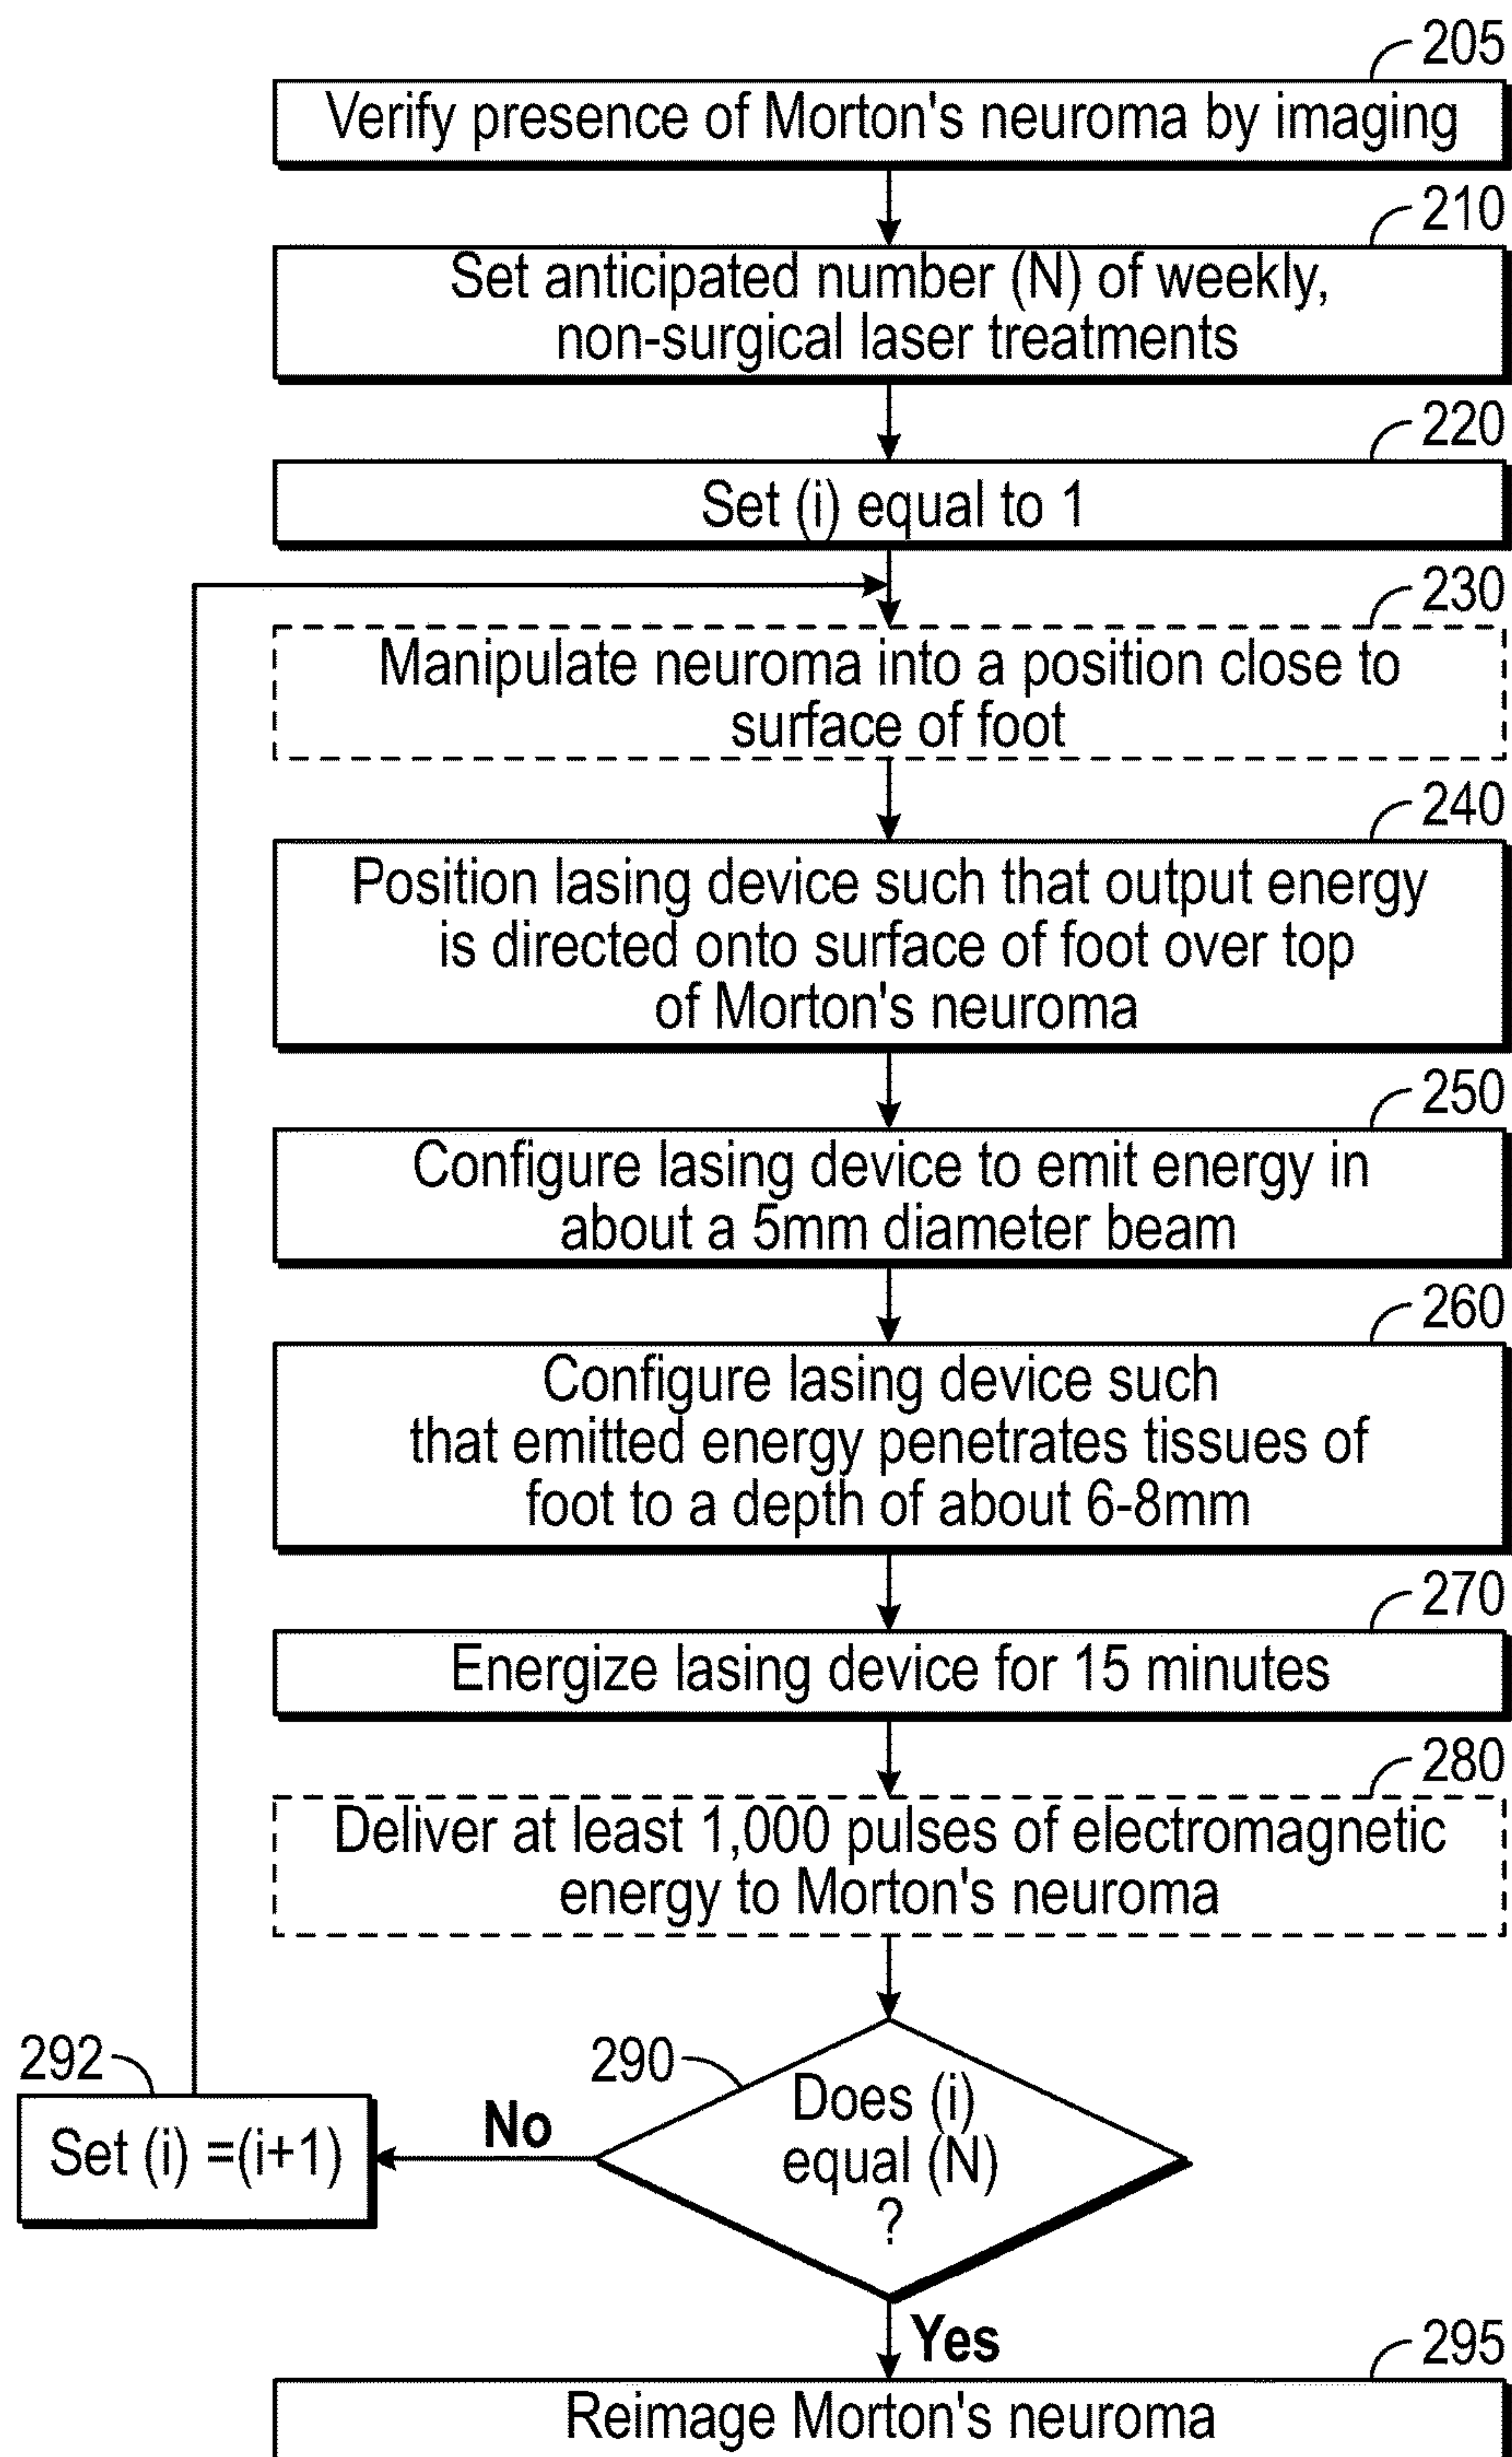 205
Verify presence of Morton's neuroma by imaging
210
Set anticipated number (N) of weekly,
non-surgical laser treatments
220
Set (i) equal to 1
230
Manipulate neuroma into a position close to
surface of foot
240
Position lasing device such that output energy
is directed onto surface of foot over top
of Morton's neuroma
250
Configure lasing device to emit energy in
about a 5mm diameter beam
260
Configure lasing device such
that emitted energy penetrates tissues of
foot to a depth of about 6-8mm
270
Energize lasing device for 15 minutes
280
Deliver at least 1,000 pulses of electromagnetic
energy to Morton's neuroma
290
Does (i)
equal (N)
?
No
292
Set (i) =(i+1)
Yes
295
Reimage Morton's neuroma